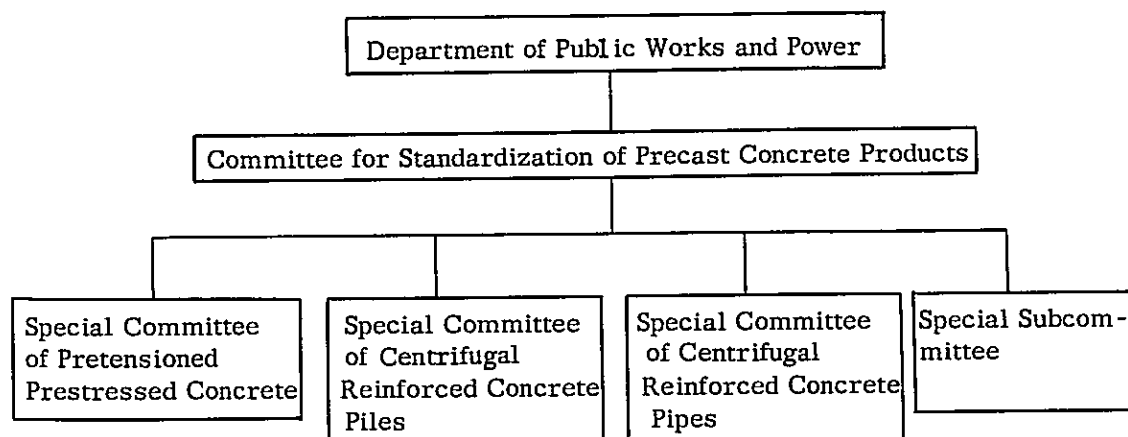 Department of Public Works and Power
Committee for Standardization of Precast Concrete Products
Special Committee
of Pretensioned
Prestressed Concrete
Special Committee
of Centrifugal
Reinforced Concrete
Piles
Special Committee
of Centrifugal
Reinforced Concrete
Pipes
Special Subcom-
mittee